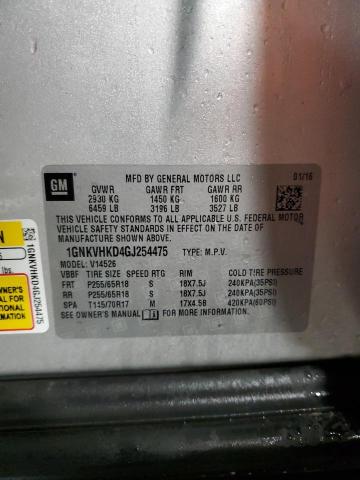 GM
MFD BY GENERAL MOTORS LLC
01/16
GVWR GAWR FRT GAWR RR
2930 KG 1450 KG 1600 KG
6459 LB 3196 LB 3527 LB
THIS VEHICLE CONFORMS TO ALL APPLICABLE U.S. FEDERAL MOTOR
VEHICLE SAFETY STANDARDS IN EFFECT ON THE DATE OF
MANUFACTURE SHOWN ABOVE.
1GNKVHKD4GJ254475 TYPE: M.P.V.
MODEL: V14526
VBBF TIRE SIZE SPEED RTG RIM COLD TIRE PRESSURE
FRT P255/65R18 S 18X7.5J 240KPA(35PSI)
RR P255/65R18 S 18X7.5J 240KPA(35PSI)
SPA T115/70R17 M 17X4.5B 420KPA(60PSI)
SEE OWNER'S MANUAL FOR ADDITIONAL INFORMATION.
N
lbs.
OWNER'S
1GNKVHKD4GJ254475